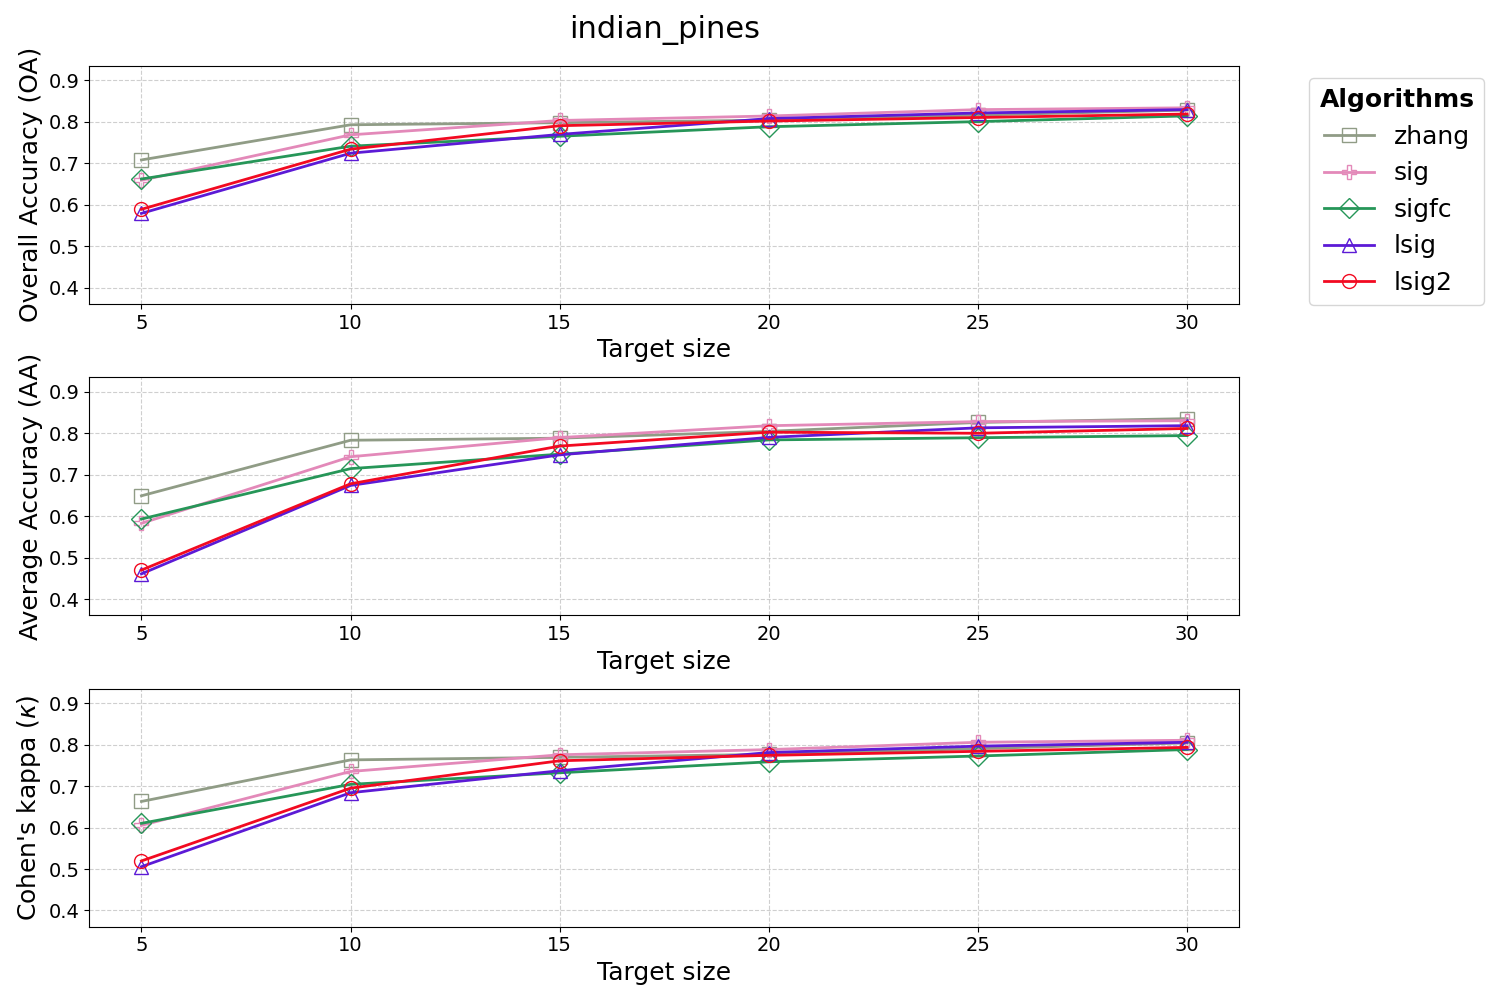 indian_pines
Overall Accuracy (OA)
0.9
0.8
0.7
0.6
0.5
0.4
5 10 15 20 25 30
Target size
Algorithms
zhang
sig
sigfc
lsig
lsig2
Average Accuracy (AA)
0.9
0.8
0.7
0.6
0.5
0.4
5 10 15 20 25 30
Target size
Cohen's kappa (κ)
0.9
0.8
0.7
0.6
0.5
0.4
5 10 15 20 25 30
Target size